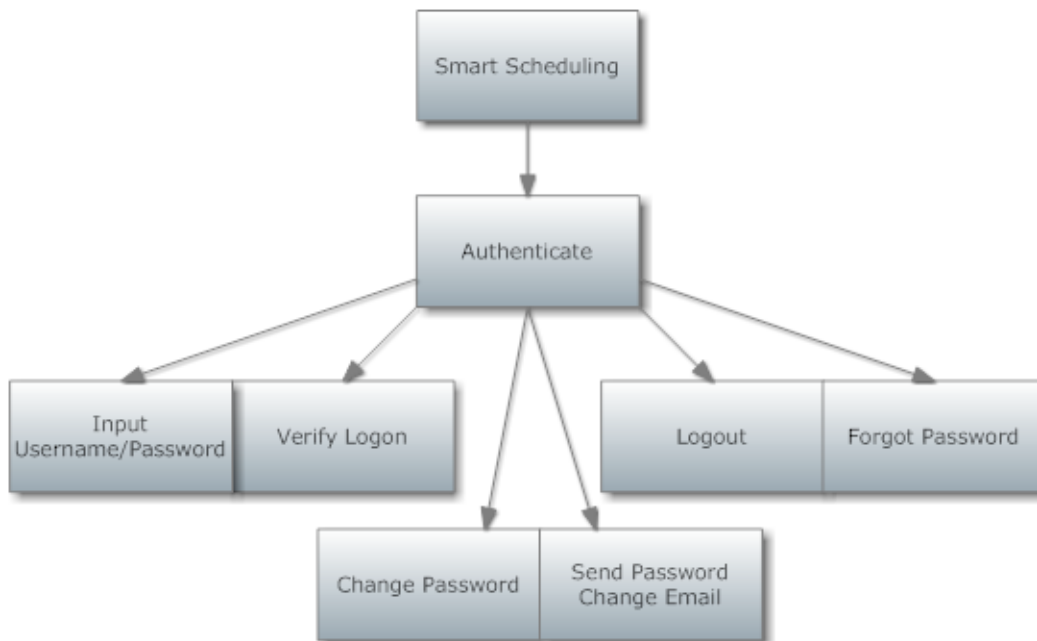 Smart Scheduling
Authenticate
Input
Username/Password
Verify Logon
Logout
Forgot Password
Change Password
Send Password
Change Email